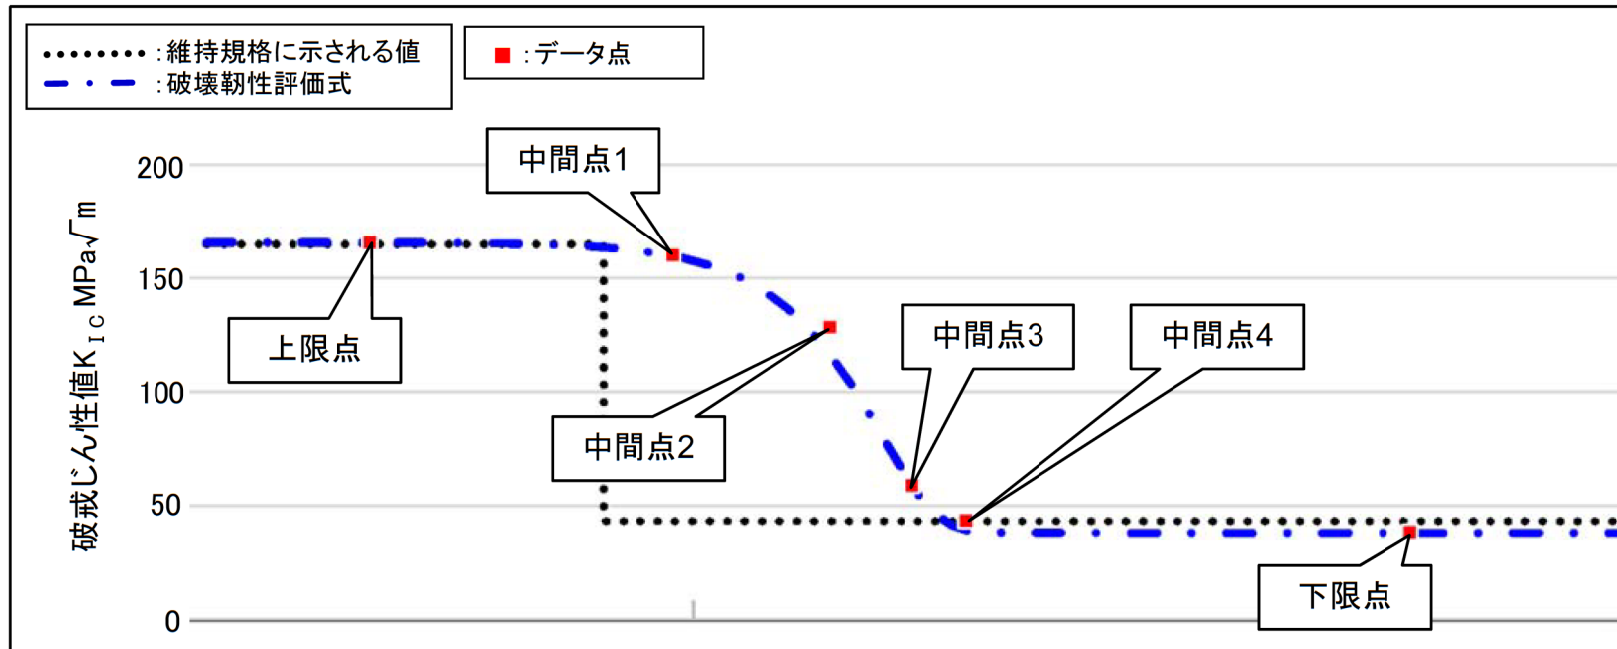 ：維持規格に示される値
：破壊靭性評価式
：データ点
中間点1
200
150
上限点
中間点3
中間点4
100
中間点2
50
下限点
0
破戒じん性値KIC MPa√m